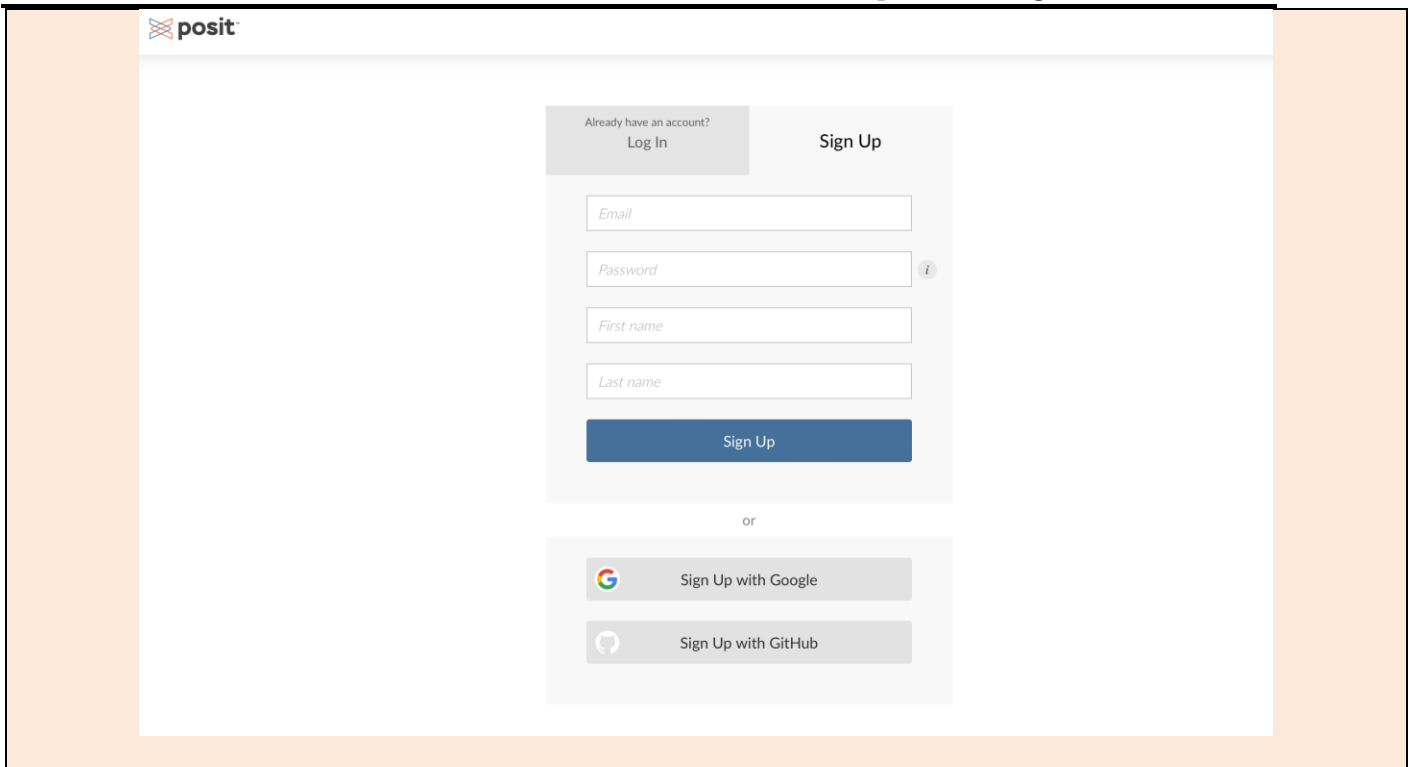 posit
Already have an account?
Log In
Sign Up
Email
Password
i
First name
Last name
Sign Up
or
Sign Up with Google
Sign Up with GitHub